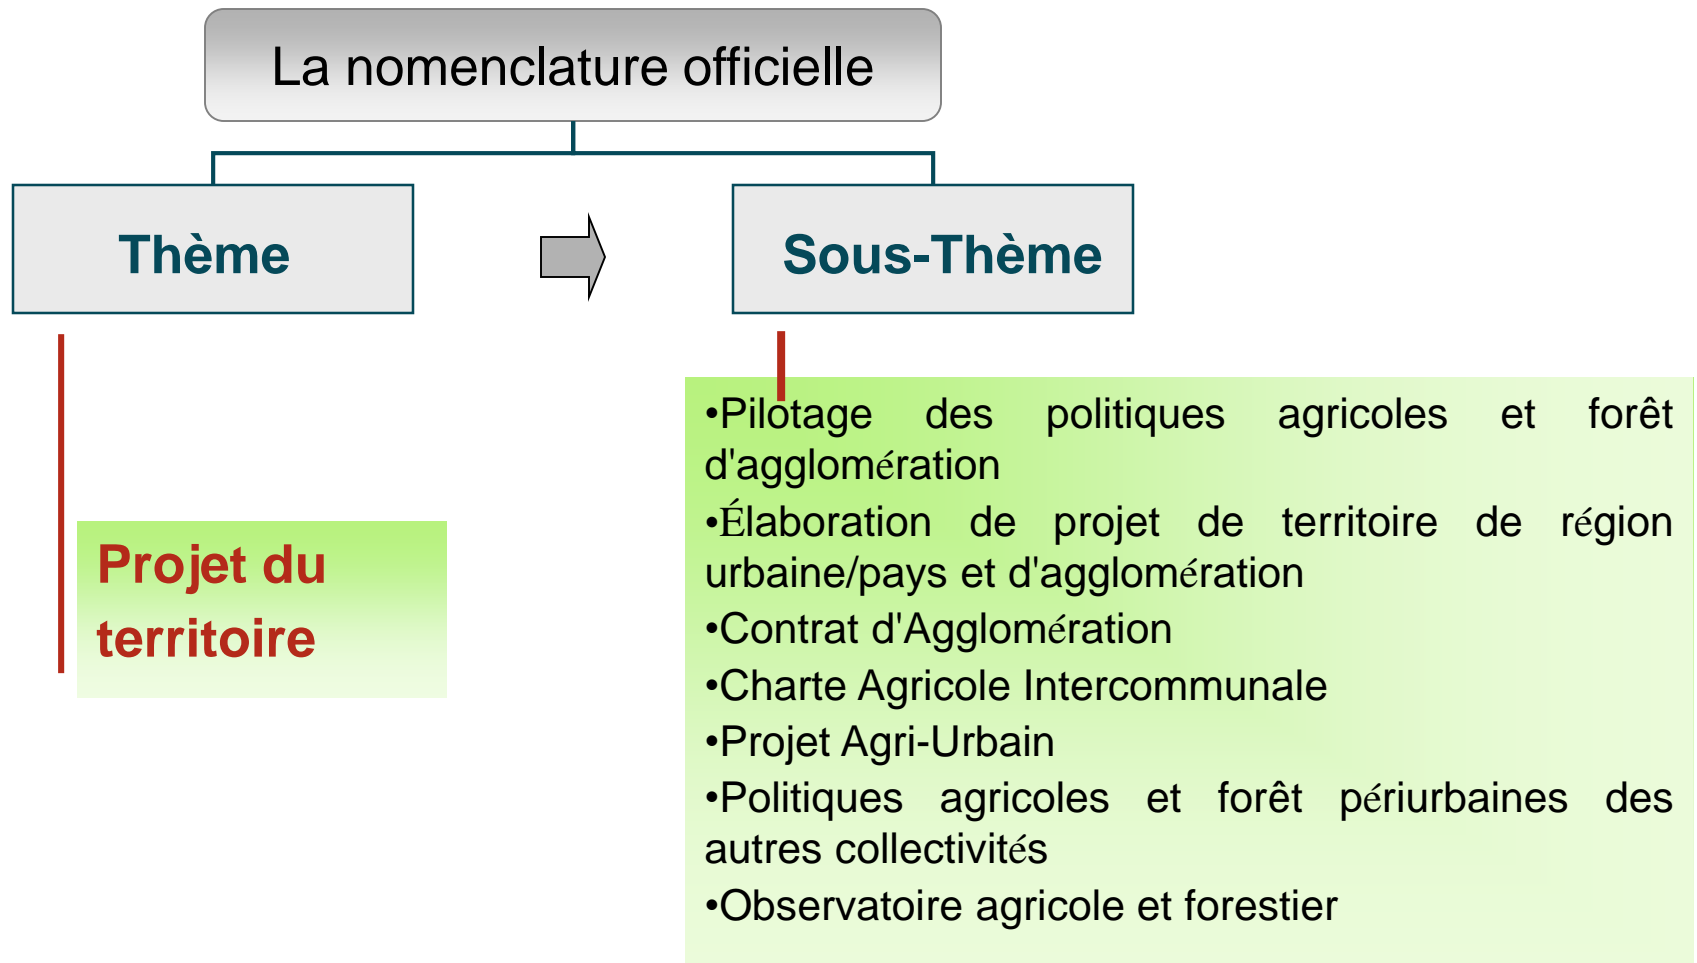 La nomenclature officielle
Thème
Sous-Thème
Projet du
territoire
•Pilotage des politiques agricoles et forêt
d'agglomération
•Élaboration de projet de territoire de région
urbaine/pays et d'agglomération
•Contrat d'Agglomération
•Charte Agricole Intercommunale
•Projet Agri-Urbain
•Politiques agricoles et forêt périurbaines des
autres collectivités
•Observatoire agricole et forestier